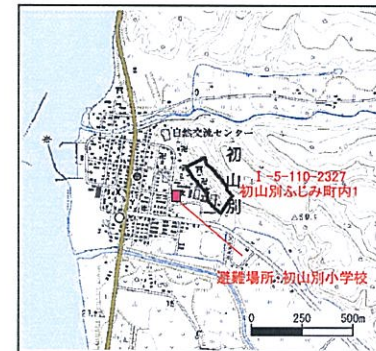 自然交流センター
初山別
I-5-110-2327
初山別ふじみ町内1
避難場所：初山別小学校
0 250 500m